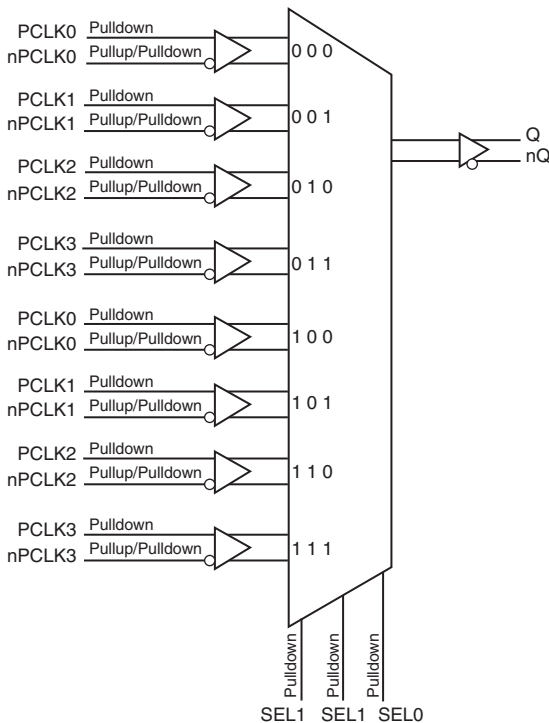 PCLK0 Pulldown
nPCLK0 Pullup/Pulldown
0 0 0
PCLK1 Pulldown
nPCLK1 Pullup/Pulldown
0 0 1
Q
nQ
PCLK2 Pulldown
nPCLK2 Pullup/Pulldown
0 1 0
PCLK3 Pulldown
nPCLK3 Pullup/Pulldown
0 1 1
PCLK0 Pulldown
nPCLK0 Pullup/Pulldown
1 0 0
PCLK1 Pulldown
nPCLK1 Pullup/Pulldown
1 0 1
PCLK2 Pulldown
nPCLK2 Pullup/Pulldown
1 1 0
PCLK3 Pulldown
nPCLK3 Pullup/Pulldown
1 1 1
Pulldown
Pulldown
Pulldown
SEL1 SEL1 SEL0